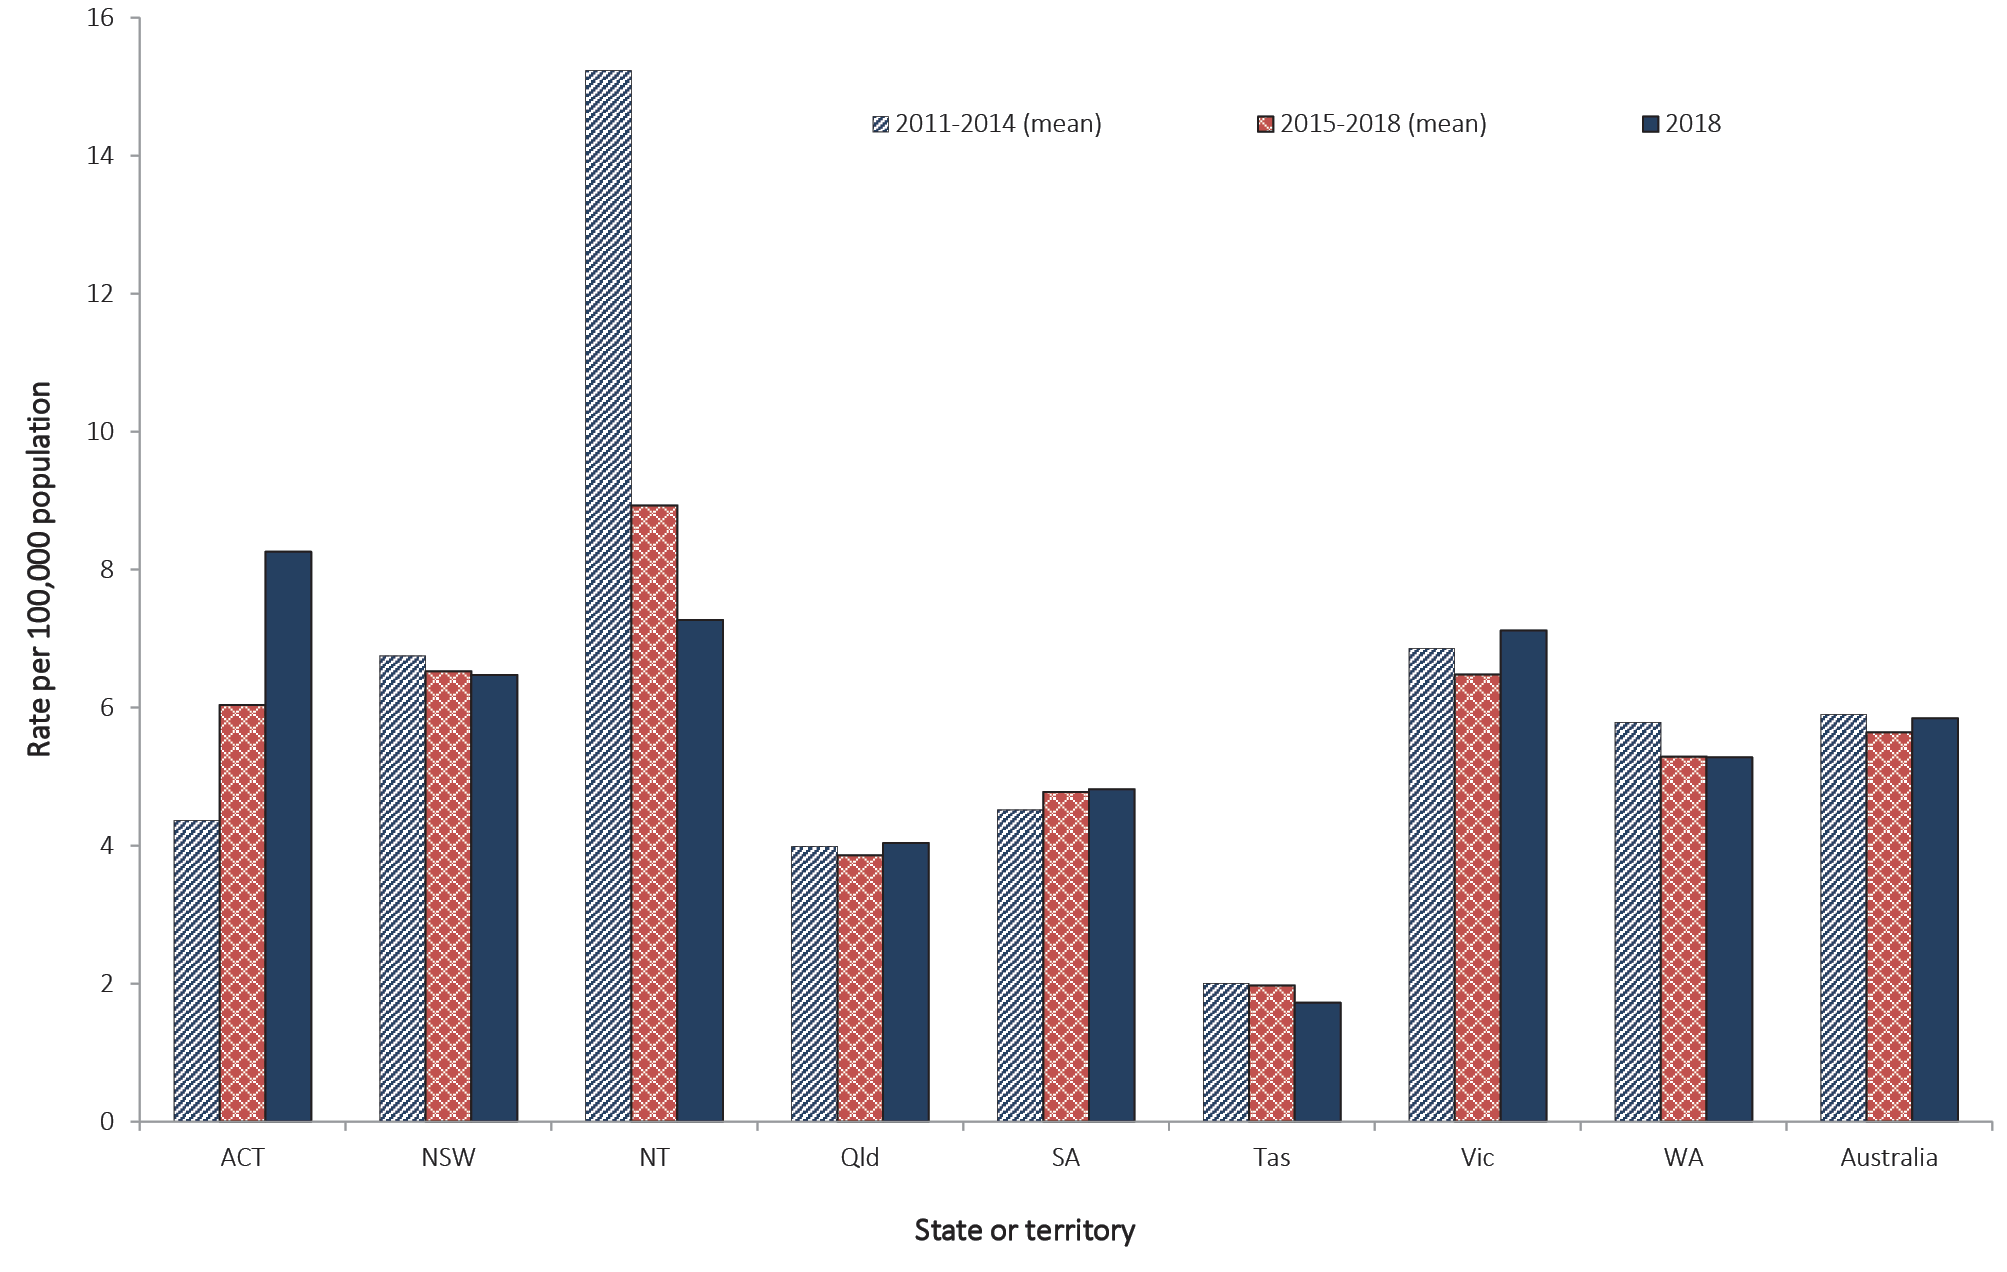 16
14
12
10
8
6
4
2
0
Rate per 100,000 population
2011-2014 (mean) 2015-2018 (mean) 2018
ACT NSW NT Qld SA Tas Vic WA Australia
State or territory